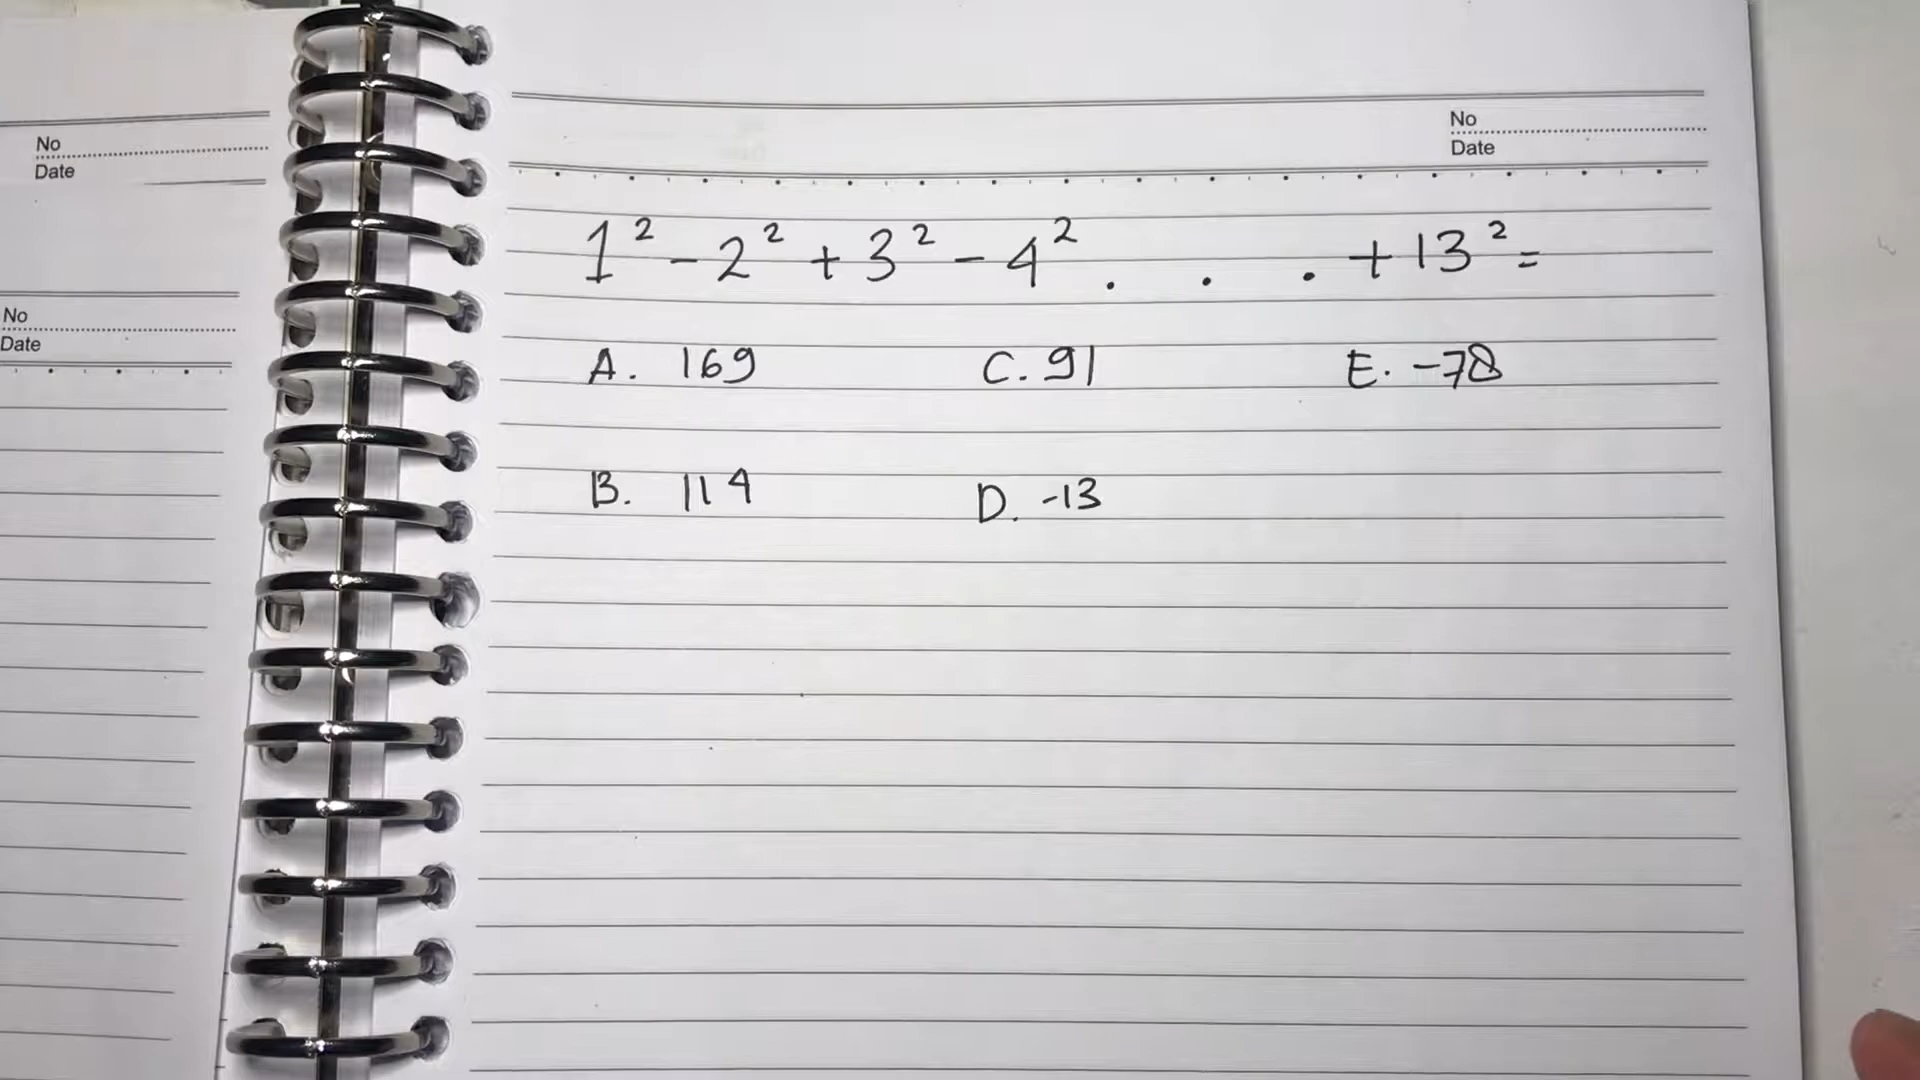 No
Date
No
Date
No
Date
1² - 2² + 3² - 4² . . . + 13² =
A. 169 C. 91 E. -78
B. 114 D. -13